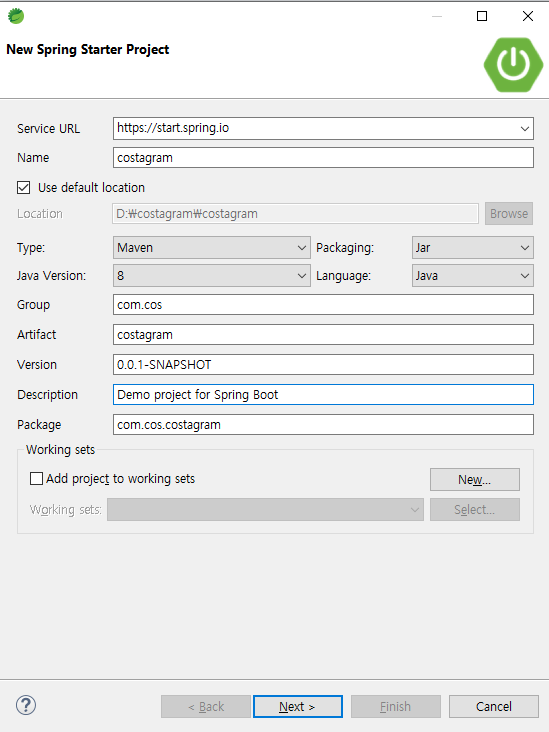 New Spring Starter Project
Service URL https://start.spring.io
Name costagram
Use default location
Location D:₩costagram₩costagram Browse
Type: Maven Packaging: Jar
Java Version: 8 Language: Java
Group com.cos
Artifact costagram
Version 0.0.1-SNAPSHOT
Description Demo project for Spring Boot
Package com.cos.costagram
Working sets
Add project to working sets New...
Working sets: Select...
? < Back Next > Finish Cancel